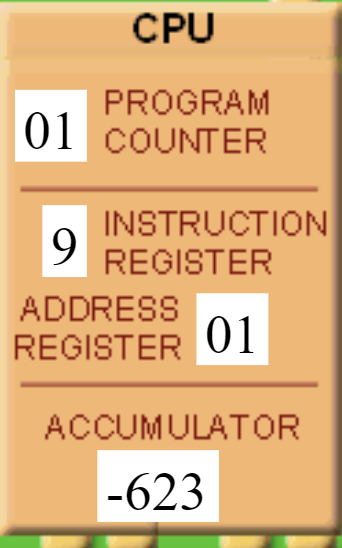 CPU
01 PROGRAM
COUNTER
9 INSTRUCTION
REGISTER
ADDRESS
REGISTER 01
ACCUMULATOR
-623